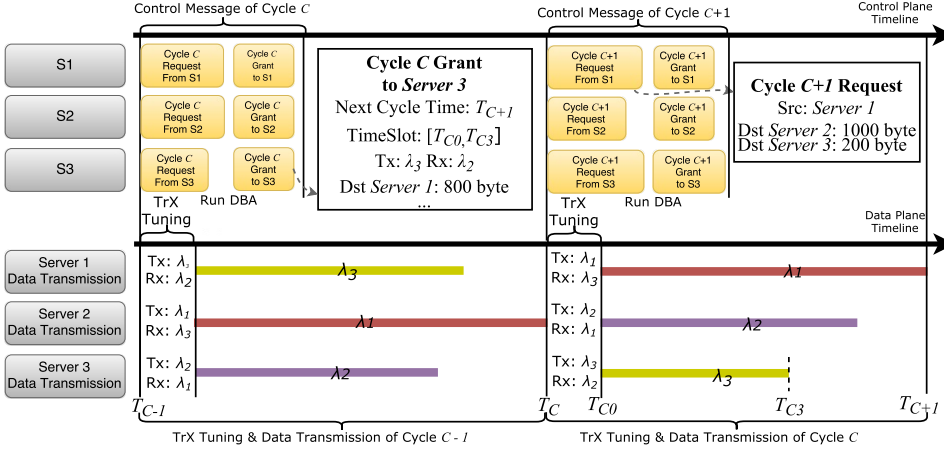 Control Message of Cycle C
Control Message of Cycle C+1
Control Plane
Timeline
S1
Cycle C
Request
From S1
Cycle C
Grant
to S1
Cycle C+1
Request
From S1
Cycle C+1
Grant
to S1
S2
Cycle C
Request
From S2
Cycle C
Grant
to S2
Cycle C+1
Request
From S2
Cycle C+1
Grant
to S2
S3
Cycle C
Request
From S3
Cycle C
Grant
to S3
Cycle C+1
Request
From S3
Cycle C+1
Grant
to S3
Cycle C Grant
to Server 3
Next Cycle Time: T_{C+1}
TimeSlot: [T_{C0},T_{C3}]
Tx: λ3 Rx: λ2
Dst Server 1: 800 byte
...
Cycle C+1 Request
Src: Server 1
Dst Server 2: 1000 byte
Dst Server 3: 200 byte
TrX
Tuning
Run DBA
TrX
Tuning
Run DBA
Data Plane
Timeline
Server 1
Data Transmission
Tx: λ
Rx: λ2
λ3
Tx: λ1
Rx: λ3
λ1
Server 2
Data Transmission
Tx: λ1
Rx: λ3
λ1
Tx: λ2
Rx: λ1
λ2
Server 3
Data Transmission
Tx: λ2
Rx: λ1
λ2
Tx: λ3
Rx: λ2
λ3
T_{C-1}
T_C
T_{C0}
T_{C3}
T_{C+1}
TrX Tuning & Data Transmission of Cycle C - 1
TrX Tuning & Data Transmission of Cycle C